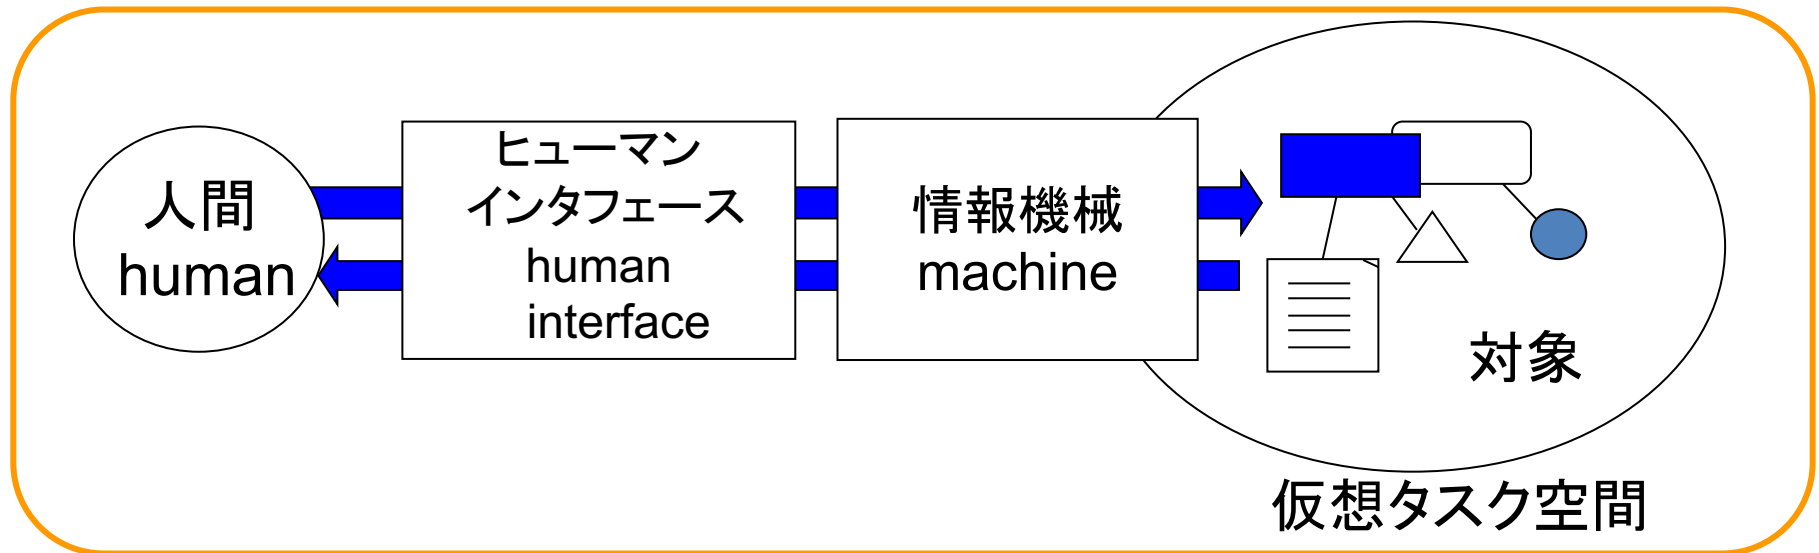 人間
human
ヒューマン
インタフェース
human
interface
情報機械
machine
対象
仮想タスク空間